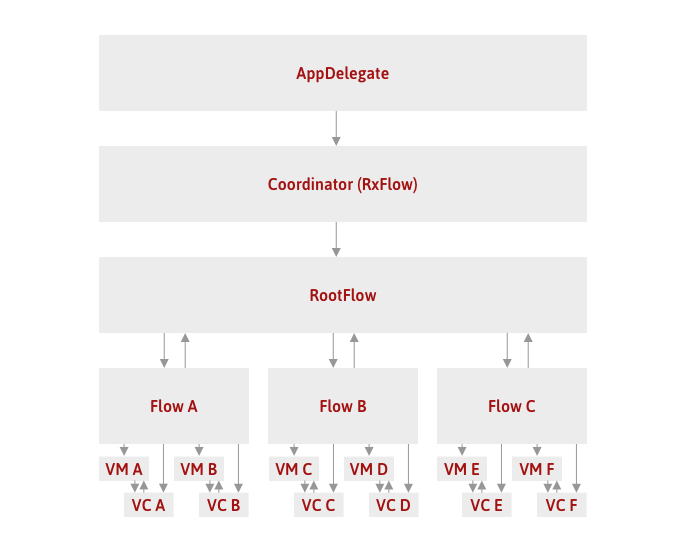 AppDelegate
Coordinator (RxFlow)
RootFlow
Flow A
Flow B
Flow C
VM A
VM B
VM C
VM D
VM E
VM F
VC A
VC B
VC C
VC D
VC E
VC F